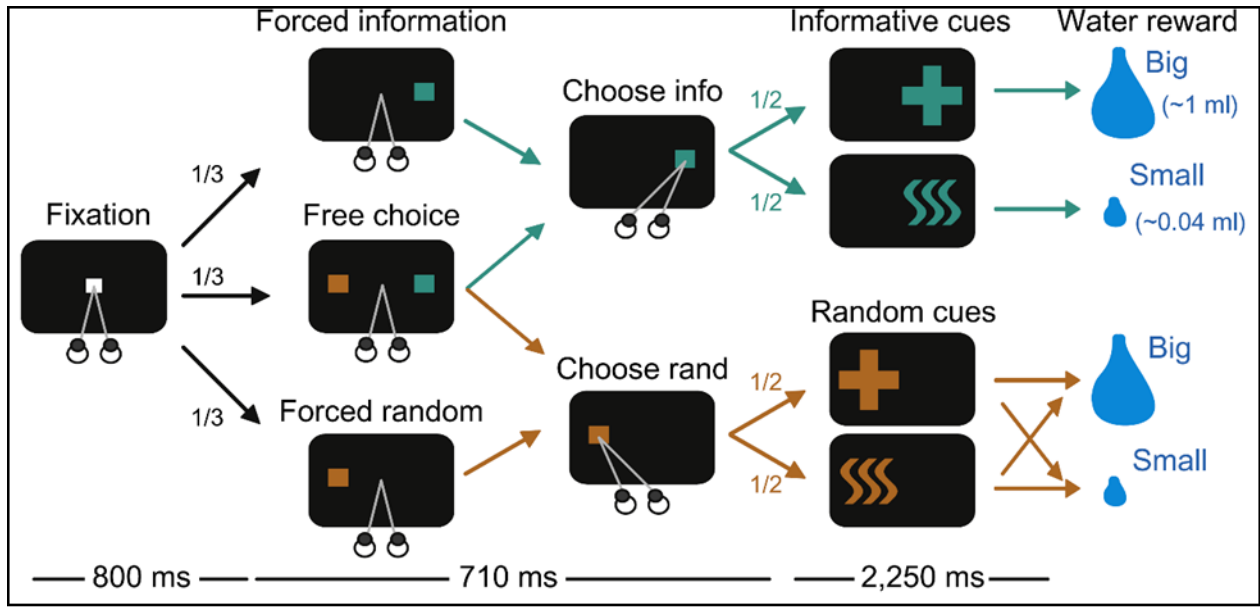 Forced information
Informative cues
Water reward
Choose info
Big
(~1 ml)
1/2
1/2
1/3
Small
(~0.04 ml)
Fixation
Free choice
1/3
Random cues
Big
Choose rand
1/2
1/3
Forced random
Small
1/2
800 ms
710 ms
2,250 ms